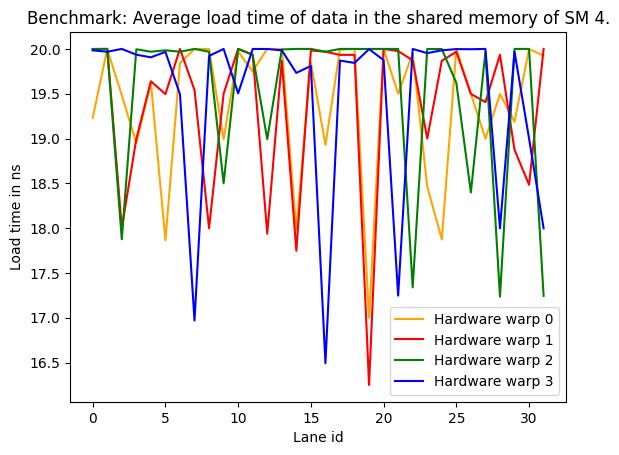 Benchmark: Average load time of data in the shared memory of SM 4.
20.0
19.5
19.0
18.5
18.0
17.5
17.0
16.5
Load time in ns
Hardware warp 0
Hardware warp 1
Hardware warp 2
Hardware warp 3
0 5 10 15 20 25 30
Lane id